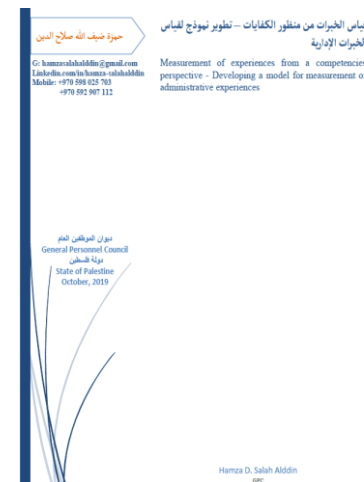 حمزة ضيف الله صلاح الدين
G: hamzasalahalddin@gmail.com
Linkedin.com/in/hamza-salahalddin
Mobile: +970 598 025 703
+970 592 907 112
قياس الخبرات من منظور الكفايات – تطوير نموذج لقياس
الخبرات الإدارية
Measurement of experiences from a competencies
perspective - Developing a model for measurement o
administrative experiences
ديوان الموظفين العام
General Personnel Council
دولة فلسطين
State of Palestine
October, 2019
Hamza D. Salah Alddin
GPC